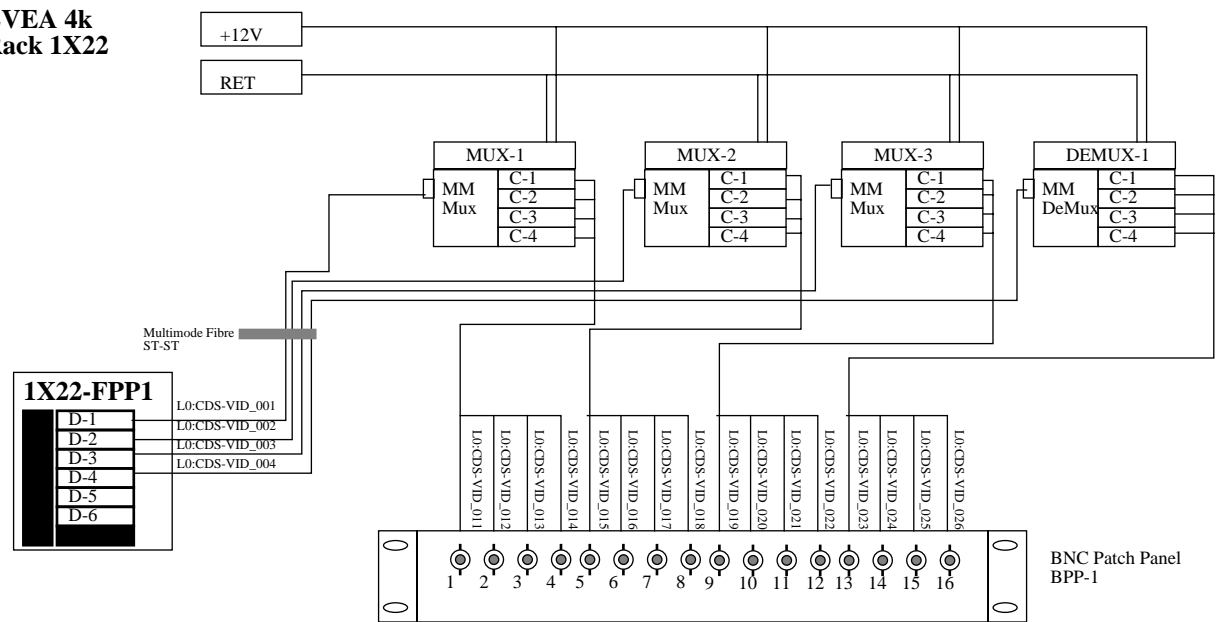 VEA 4k
ack 1X22
+12V
RET
MUX-1
MM
Mux
C-1
C-2
C-3
C-4
MUX-2
MM
Mux
C-1
C-2
C-3
C-4
MUX-3
MM
Mux
C-1
C-2
C-3
C-4
DEMUX-1
MM
DeMux
C-1
C-2
C-3
C-4
Multimode Fibre
ST-ST
1X22-FPP1
D-1
D-2
D-3
D-4
D-5
D-6
L0:CDS-VID_001
L0:CDS-VID_002
L0:CDS-VID_003
L0:CDS-VID_004
L0:CDS-VID_011
L0:CDS-VID_012
L0:CDS-VID_013
L0:CDS-VID_014
L0:CDS-VID_015
L0:CDS-VID_016
L0:CDS-VID_017
L0:CDS-VID_018
L0:CDS-VID_019
L0:CDS-VID_020
L0:CDS-VID_021
L0:CDS-VID_022
L0:CDS-VID_023
L0:CDS-VID_024
L0:CDS-VID_025
L0:CDS-VID_026
1 2 3 4 5 6 7 8 9 10 11 12 13 14 15 16
BNC Patch Panel
BPP-1